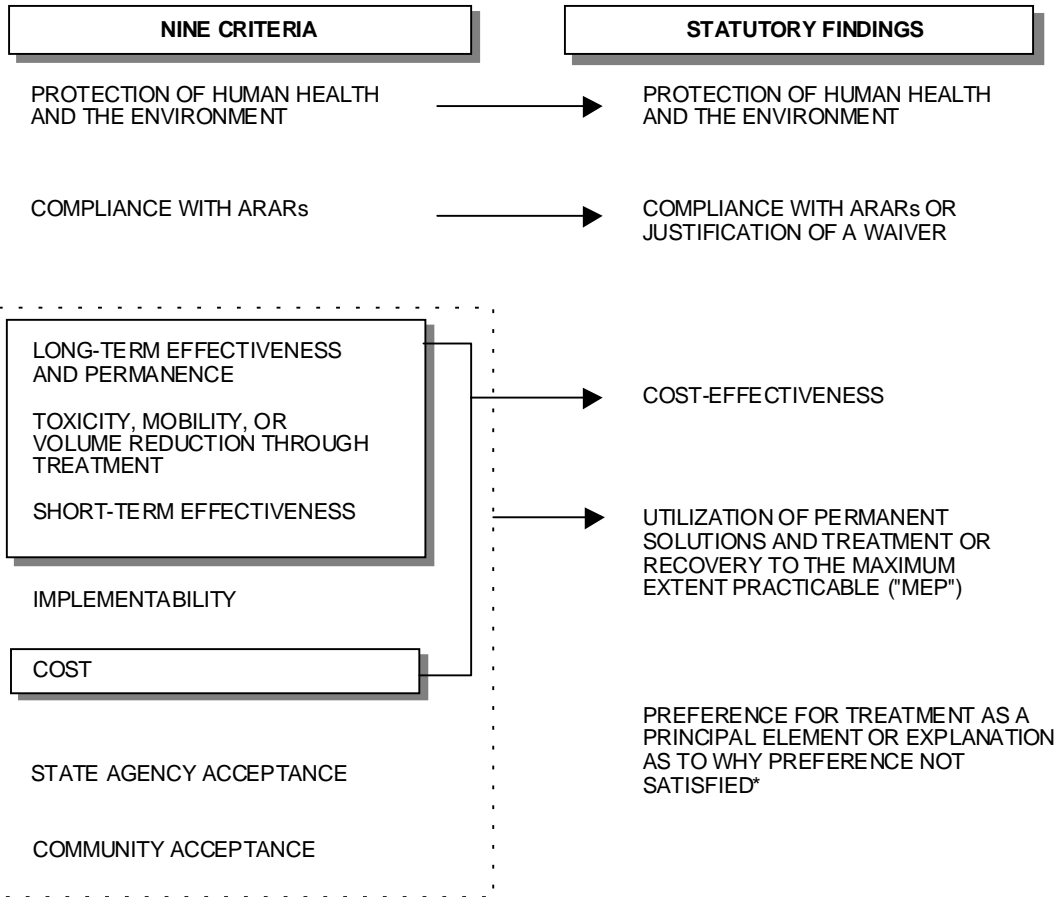 NINE CRITERIA
STATUTORY FINDINGS
PROTECTION OF HUMAN HEALTH
AND THE ENVIRONMENT
PROTECTION OF HUMAN HEALTH
AND THE ENVIRONMENT
COMPLIANCE WITH ARARs
COMPLIANCE WITH ARARs OR
JUSTIFICATION OF A WAIVER
LONG-TERM EFFECTIVENESS
AND PERMANENCE
TOXICITY, MOBILITY, OR
VOLUME REDUCTION THROUGH
TREATMENT
SHORT-TERM EFFECTIVENESS
IMPLEMENTABILITY
COST
STATE AGENCY ACCEPTANCE
COMMUNITY ACCEPTANCE
COST-EFFECTIVENESS
UTILIZATION OF PERMANENT
SOLUTIONS AND TREATMENT OR
RECOVERY TO THE MAXIMUM
EXTENT PRACTICABLE ("MEP")
PREFERENCE FOR TREATMENT AS A
PRINCIPAL ELEMENT OR EXPLANATION
AS TO WHY PREFERENCE NOT
SATISFIED*